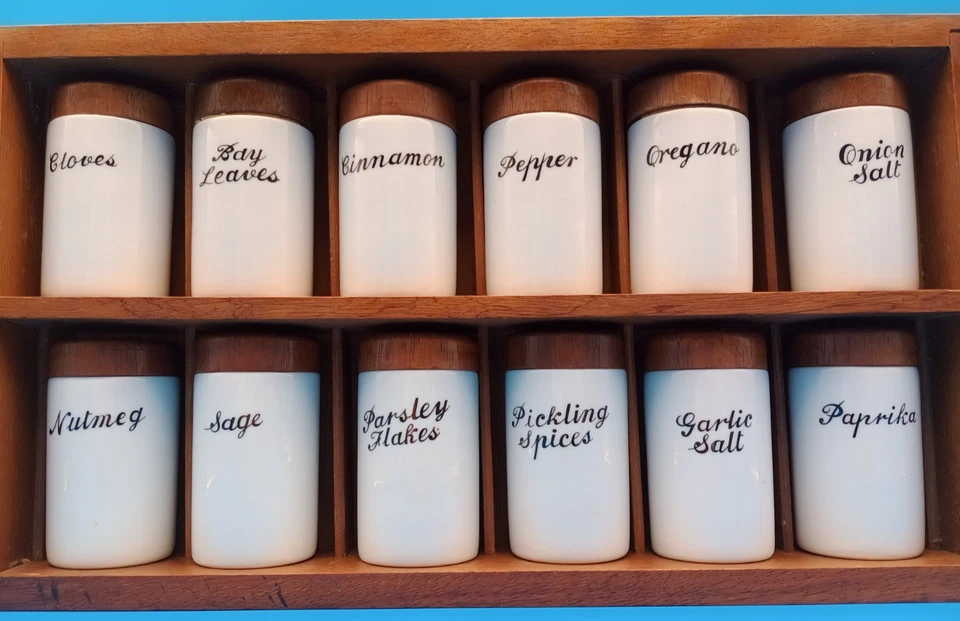 Cloves
Bay
Leaves
Cinnamon
Pepper
Oregano
Onion
Salt
Nutmeg
Sage
Parsley
Flakes
Pickling
Spices
Garlic
Salt
Paprika